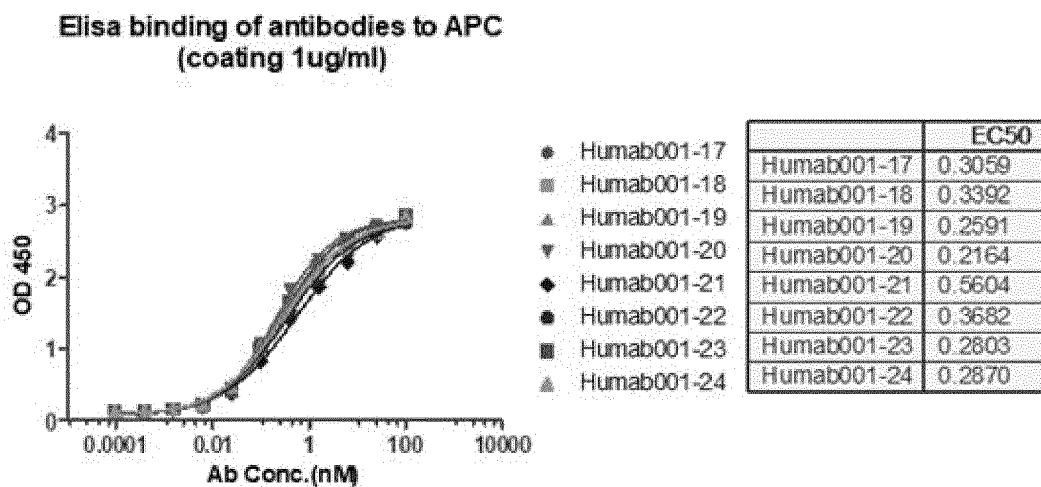 Elisa binding of antibodies to APC
(coating 1ug/ml)
4
3
2
1
0
OD 450
0.0001
0.01
1
100
10000
Ab Conc.(nM)
Humab001-17
Humab001-18
Humab001-19
Humab001-20
Humab001-21
Humab001-22
Humab001-23
Humab001-24
EC50
Humab001-17 0.3059
Humab001-18 0.3392
Humab001-19 0.2591
Humab001-20 0.2164
Humab001-21 0.5604
Humab001-22 0.3682
Humab001-23 0.2803
Humab001-24 0.2870